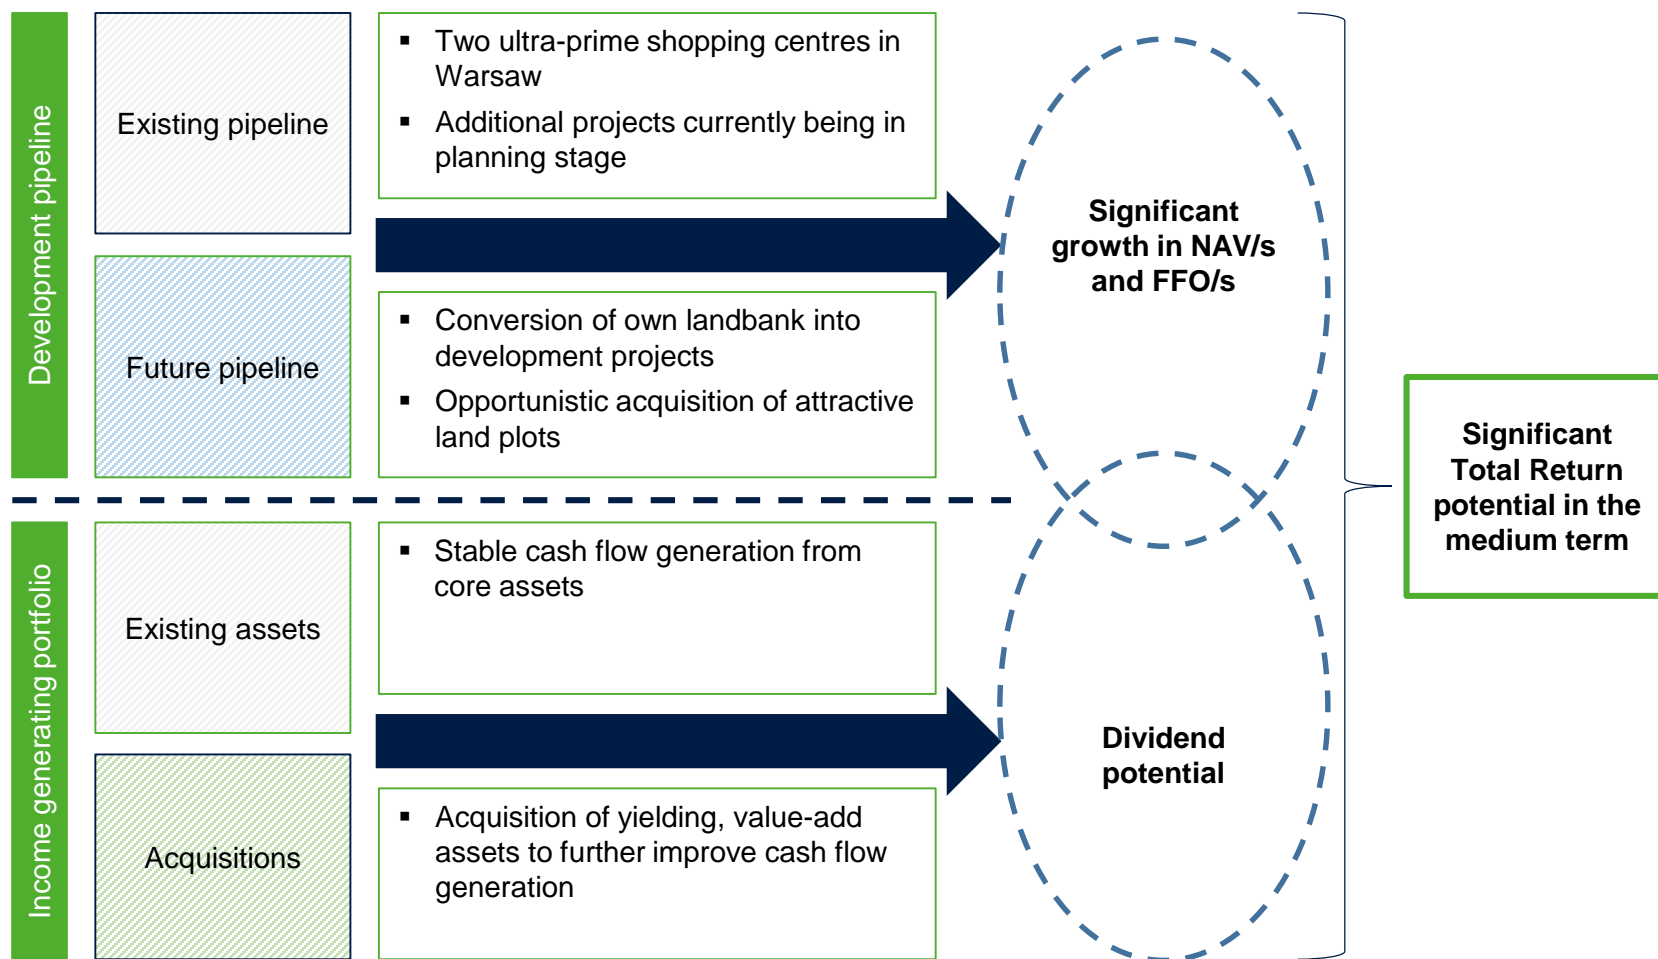 Development pipeline
Existing pipeline
▪ Two ultra-prime shopping centres in
Warsaw
▪ Additional projects currently being in
planning stage
Future pipeline
▪ Conversion of own landbank into
development projects
▪ Opportunistic acquisition of attractive
land plots
Significant
growth in NAV/s
and FFO/s
Income generating portfolio
Existing assets
▪ Stable cash flow generation from
core assets
Acquisitions
▪ Acquisition of yielding, value-add
assets to further improve cash flow
generation
Dividend
potential
Significant
Total Return
potential in the
medium term